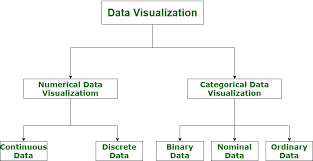 Data Visualization
Numerical Data
Visualizatiom
Categorical Data
Visualization
Continuous
Data
Discrete
Data
Binary
Data
Nominal
Data
Ordinary
Data